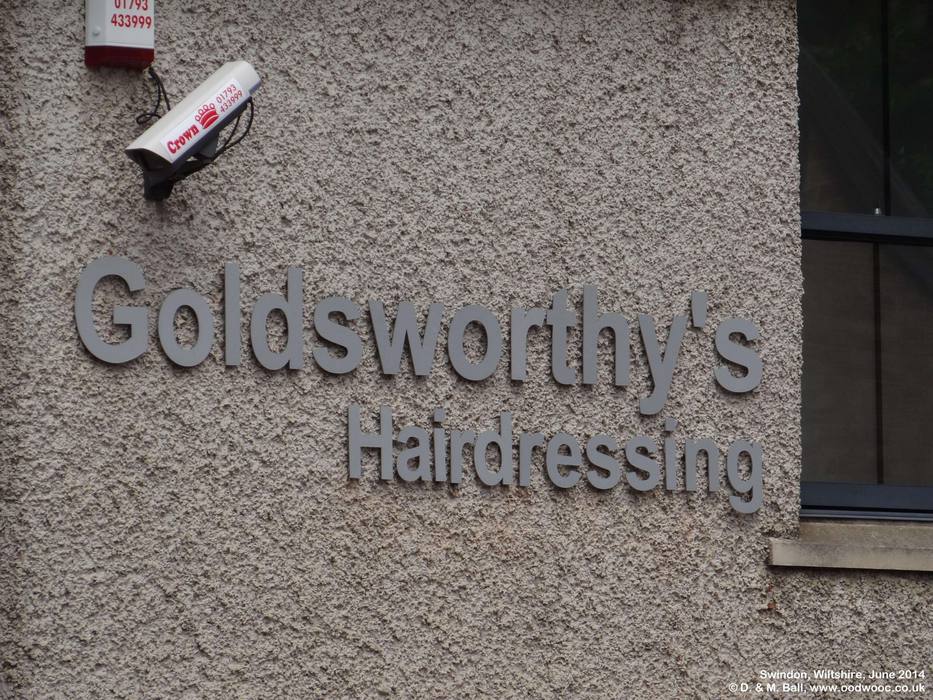 01793
433999
Crown
01793
433999
Goldsworthy's
Hairdressing
Swindon, Wiltshire, June 2014
© D. & M. Ball, www.oodwooc.co.uk